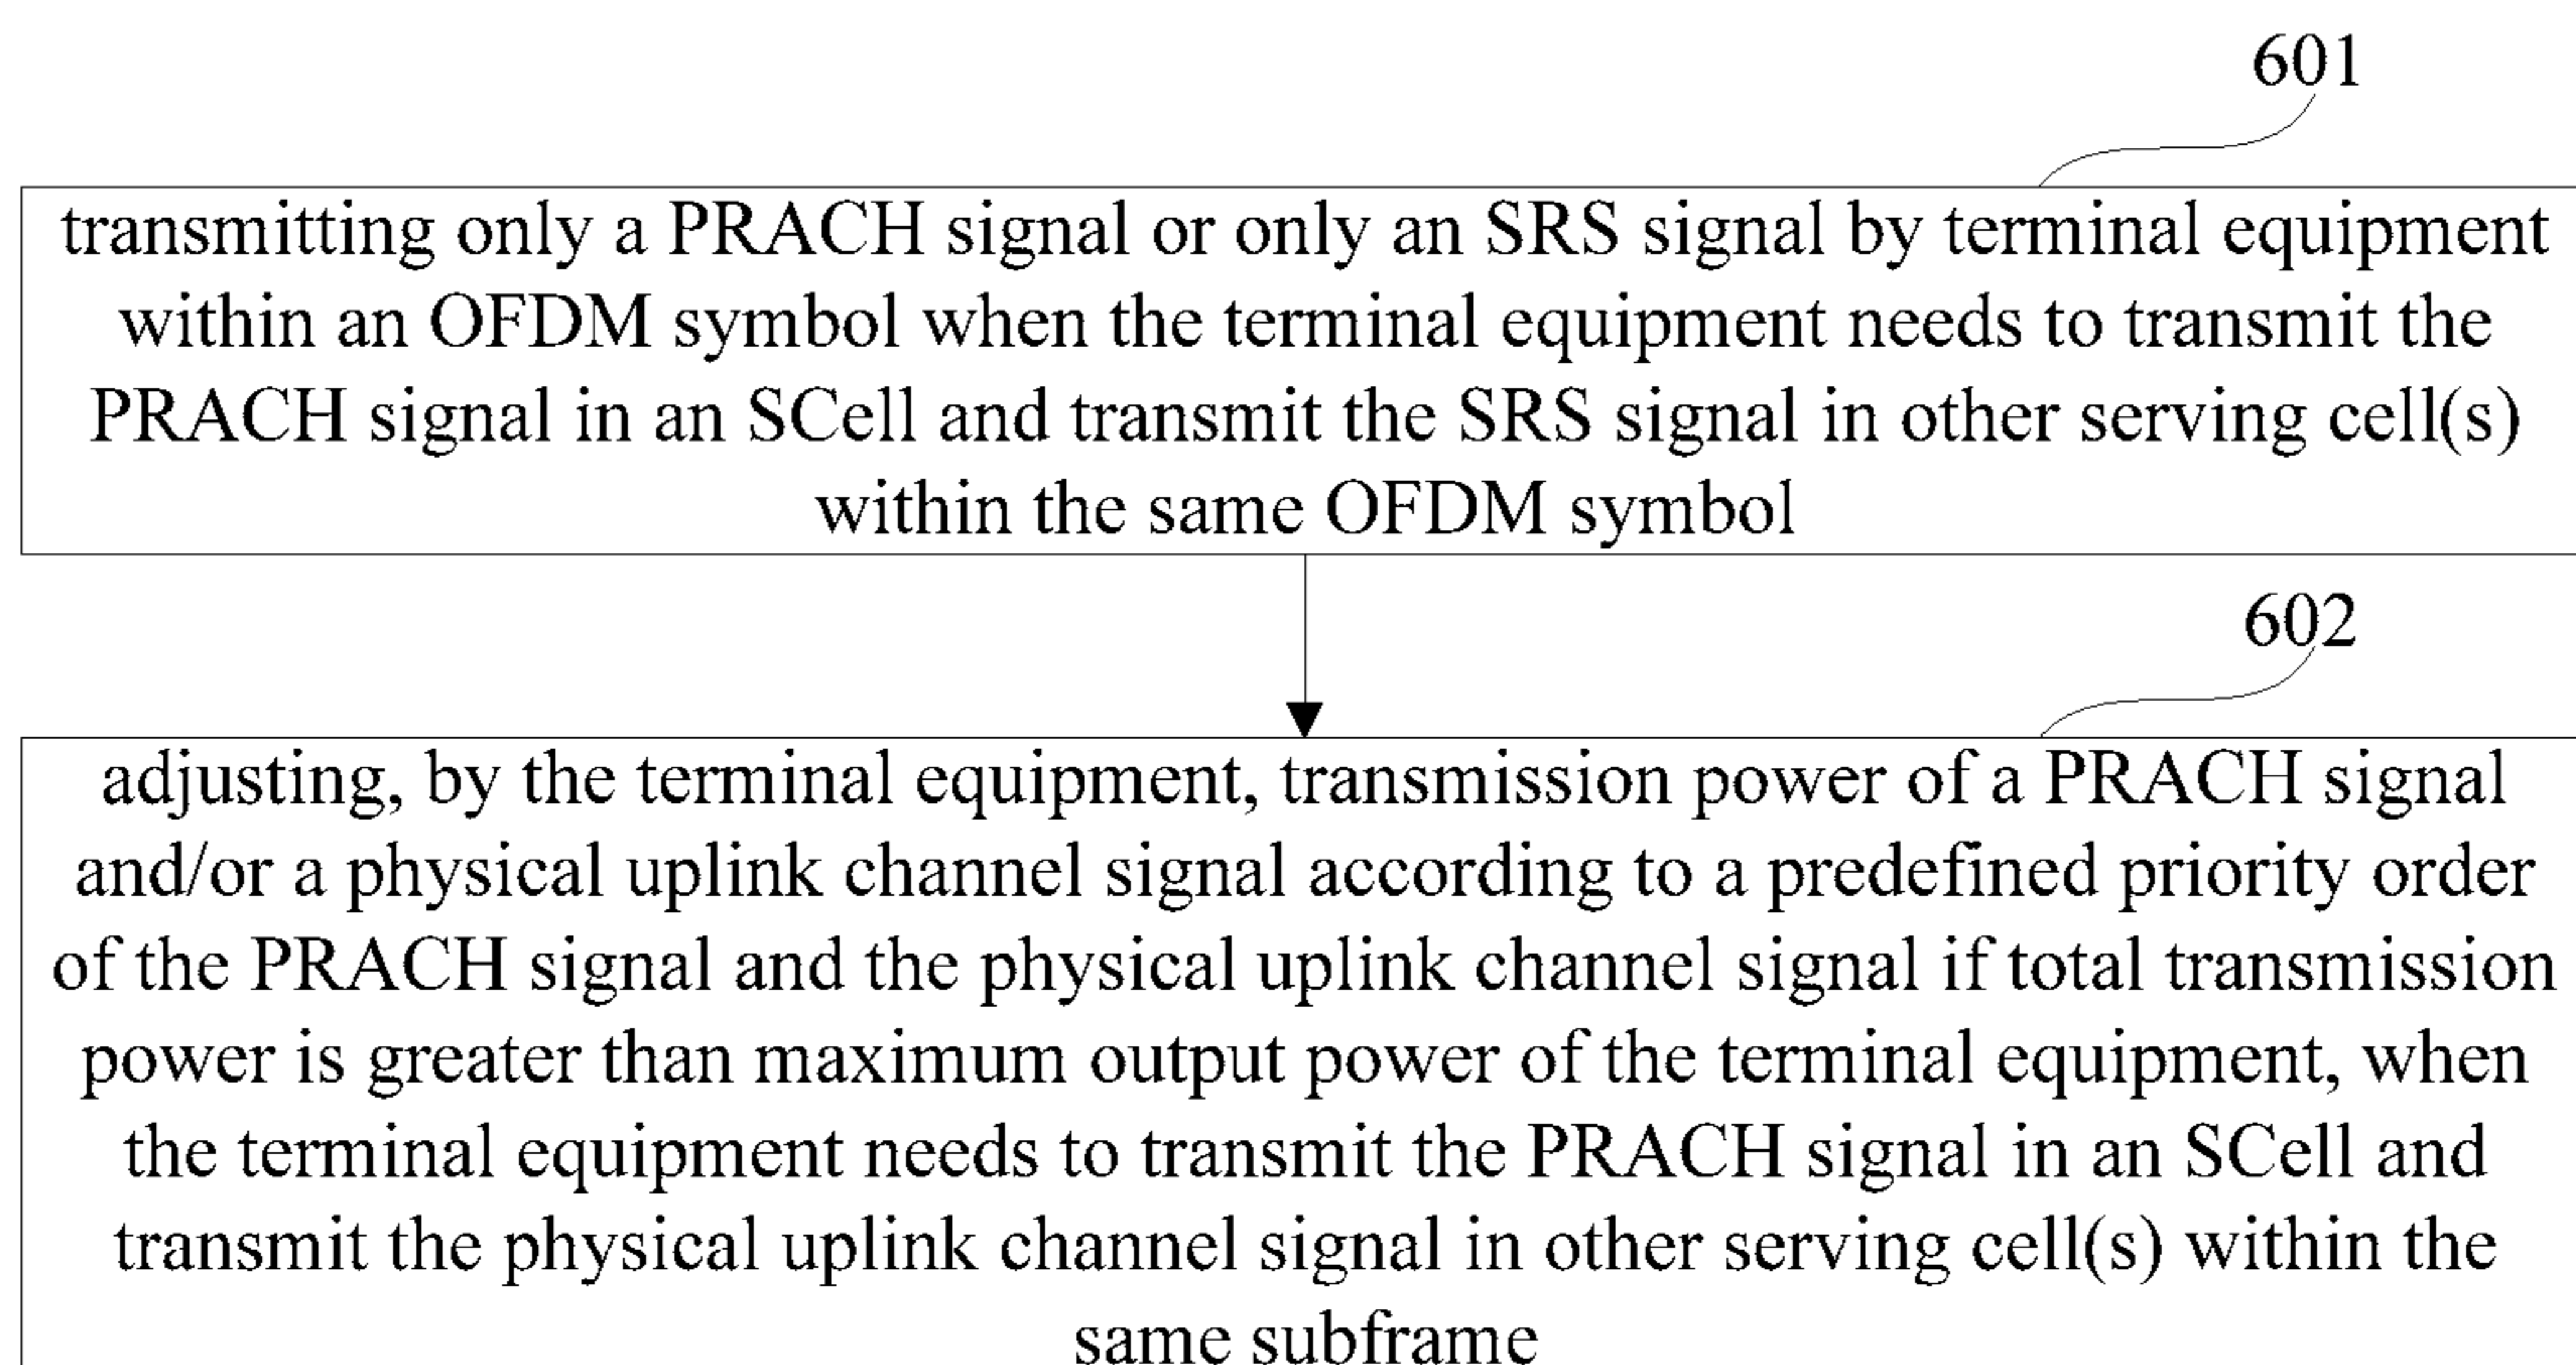 601
transmitting only a PRACH signal or only an SRS signal by terminal equipment
within an OFDM symbol when the terminal equipment needs to transmit the
PRACH signal in an SCell and transmit the SRS signal in other serving cell(s)
within the same OFDM symbol
602
adjusting, by the terminal equipment, transmission power of a PRACH signal
and/or a physical uplink channel signal according to a predefined priority order
of the PRACH signal and the physical uplink channel signal if total transmission
power is greater than maximum output power of the terminal equipment, when
the terminal equipment needs to transmit the PRACH signal in an SCell and
transmit the physical uplink channel signal in other serving cell(s) within the
same subframe